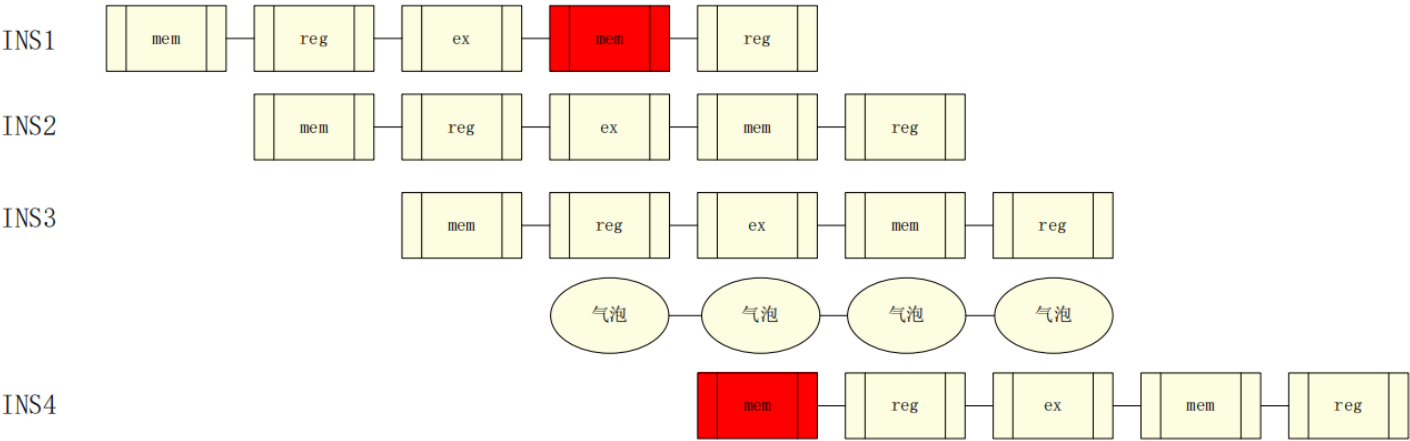 INS1 mem reg ex mem reg
INS2 mem reg ex mem reg
INS3 mem reg ex mem reg
气泡 气泡 气泡 气泡
INS4 mem reg ex mem reg